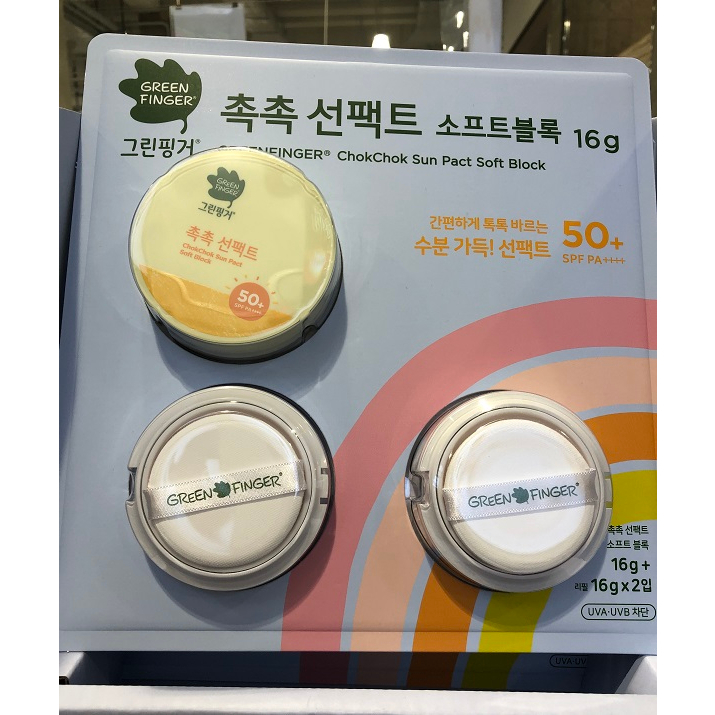 GREEN
FINGER®
그린핑거®
촉촉 선팩트 소프트블록 16g
GREENFINGER® ChokChok Sun Pact Soft Block
GREEN
FINGER
그린핑거®
촉촉 선팩트
ChokChok Sun Pact
Soft Block
50+
SPF PA++++
간편하게 톡톡 바르는
수분 가득! 선팩트
50+
SPF PA++++
GREEN FINGER®
GREEN FINGER®
촉촉 선팩트
소프트 블록
16g+
리필 16g x 2입
UVA·UVB 차단
UVA·UV